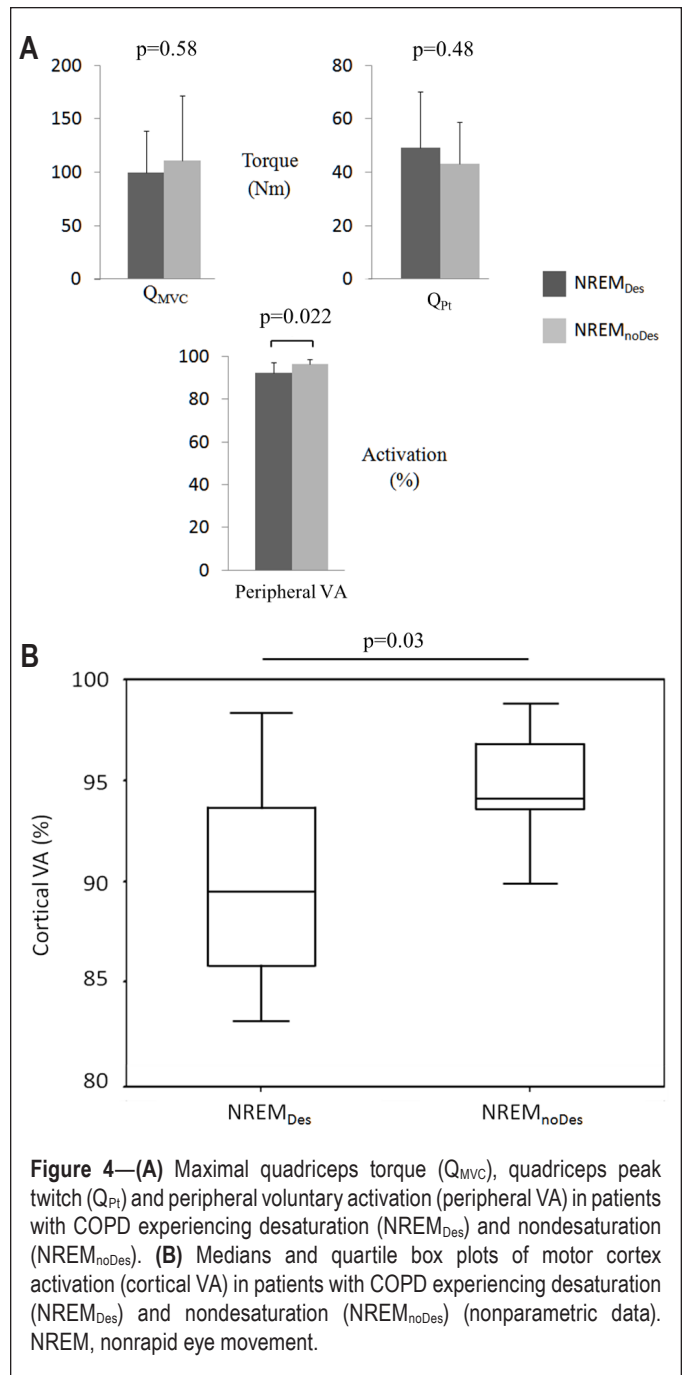 A
p=0.58
p=0.48
200
150
100
50
0
Torque
(Nm)
80
60
40
20
0
QMVC
QPt
NREMDes
NREMnoDes
p=0.022
100
80
60
40
20
0
Activation
(%)
Peripheral VA
B
p=0.03
100
95
90
85
80
Cortical VA (%)
NREMDes
NREMnoDes
Figure 4—(A) Maximal quadriceps torque (QMVC), quadriceps peak
twitch (QPt) and peripheral voluntary activation (peripheral VA) in patients
with COPD experiencing desaturation (NREMDes) and nondesaturation
(NREMnoDes). (B) Medians and quartile box plots of motor cortex
activation (cortical VA) in patients with COPD experiencing desaturation
(NREMDes) and nondesaturation (NREMnoDes) (nonparametric data).
NREM, nonrapid eye movement.